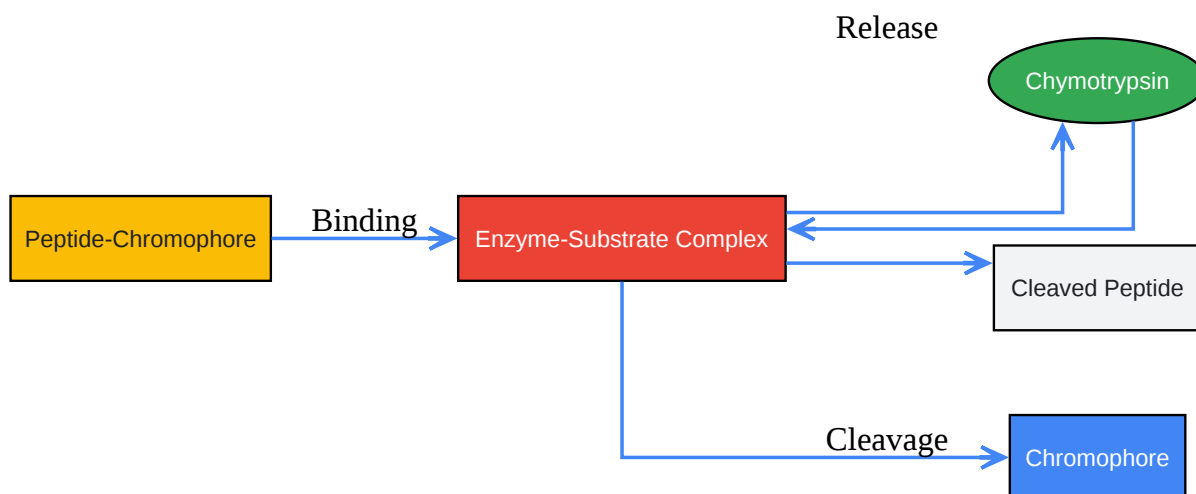 Release
Chymotrypsin
Binding
Peptide-Chromophore
Enzyme-Substrate Complex
Cleaved Peptide
Cleavage
Chromophore